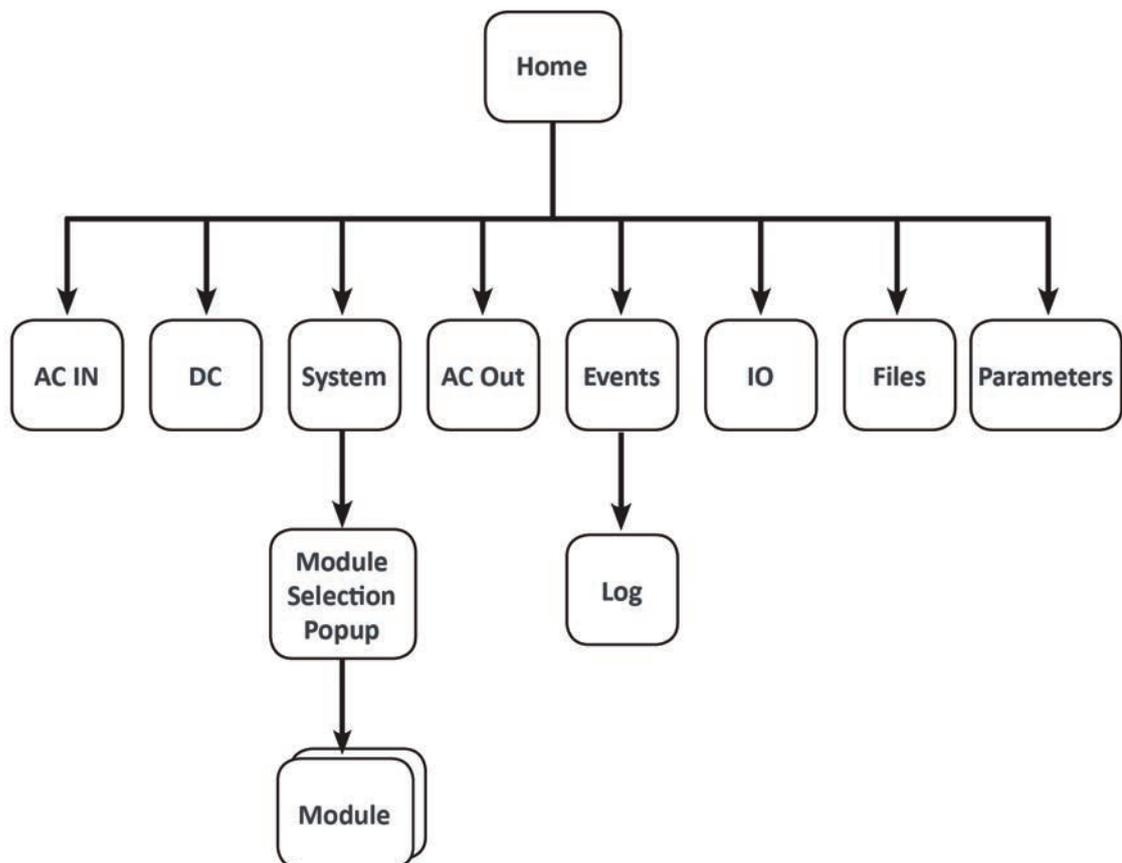 Home
AC IN
DC
System
AC Out
Events
IO
Files
Parameters
Module
Selection
Popup
Log
Module